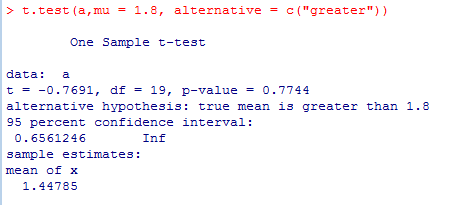 > t.test(a,mu = 1.8, alternative = c("greater"))
One Sample t-test
data:  a
t = -0.7691, df = 19, p-value = 0.7744
alternative hypothesis: true mean is greater than 1.8
95 percent confidence interval:
0.6561246       Inf
sample estimates:
mean of x
1.44785